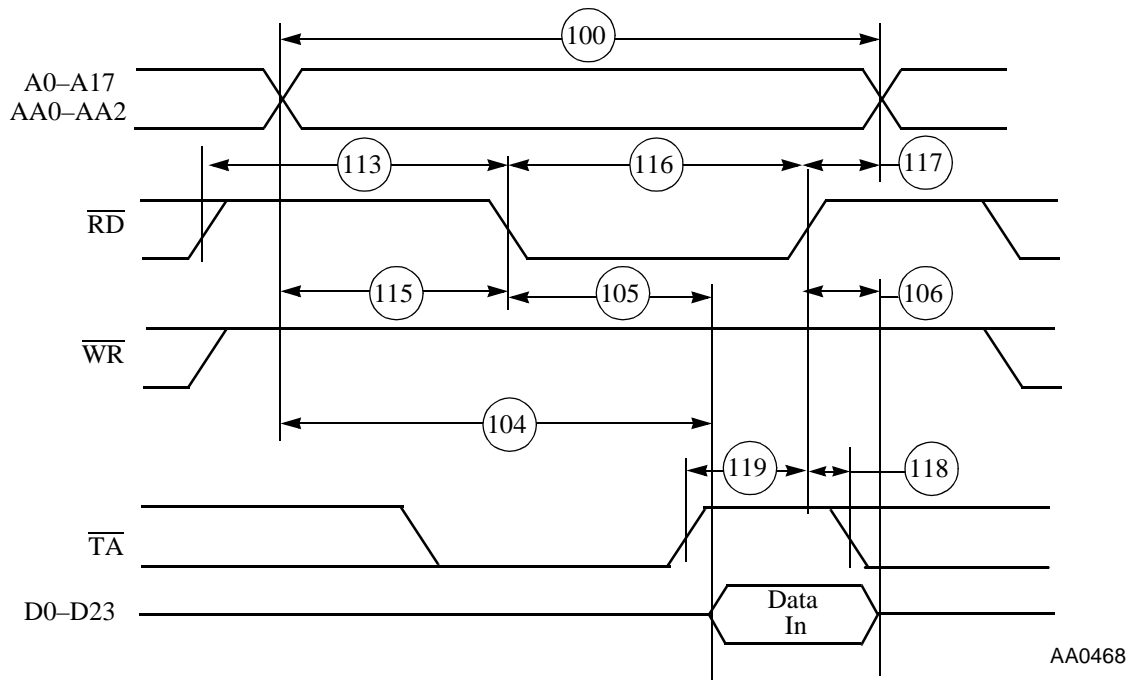 100
A0–A17
AA0–AA2
113
116
117
RD
115
105
106
WR
104
119
118
TA
D0–D23
Data
In
AA0468